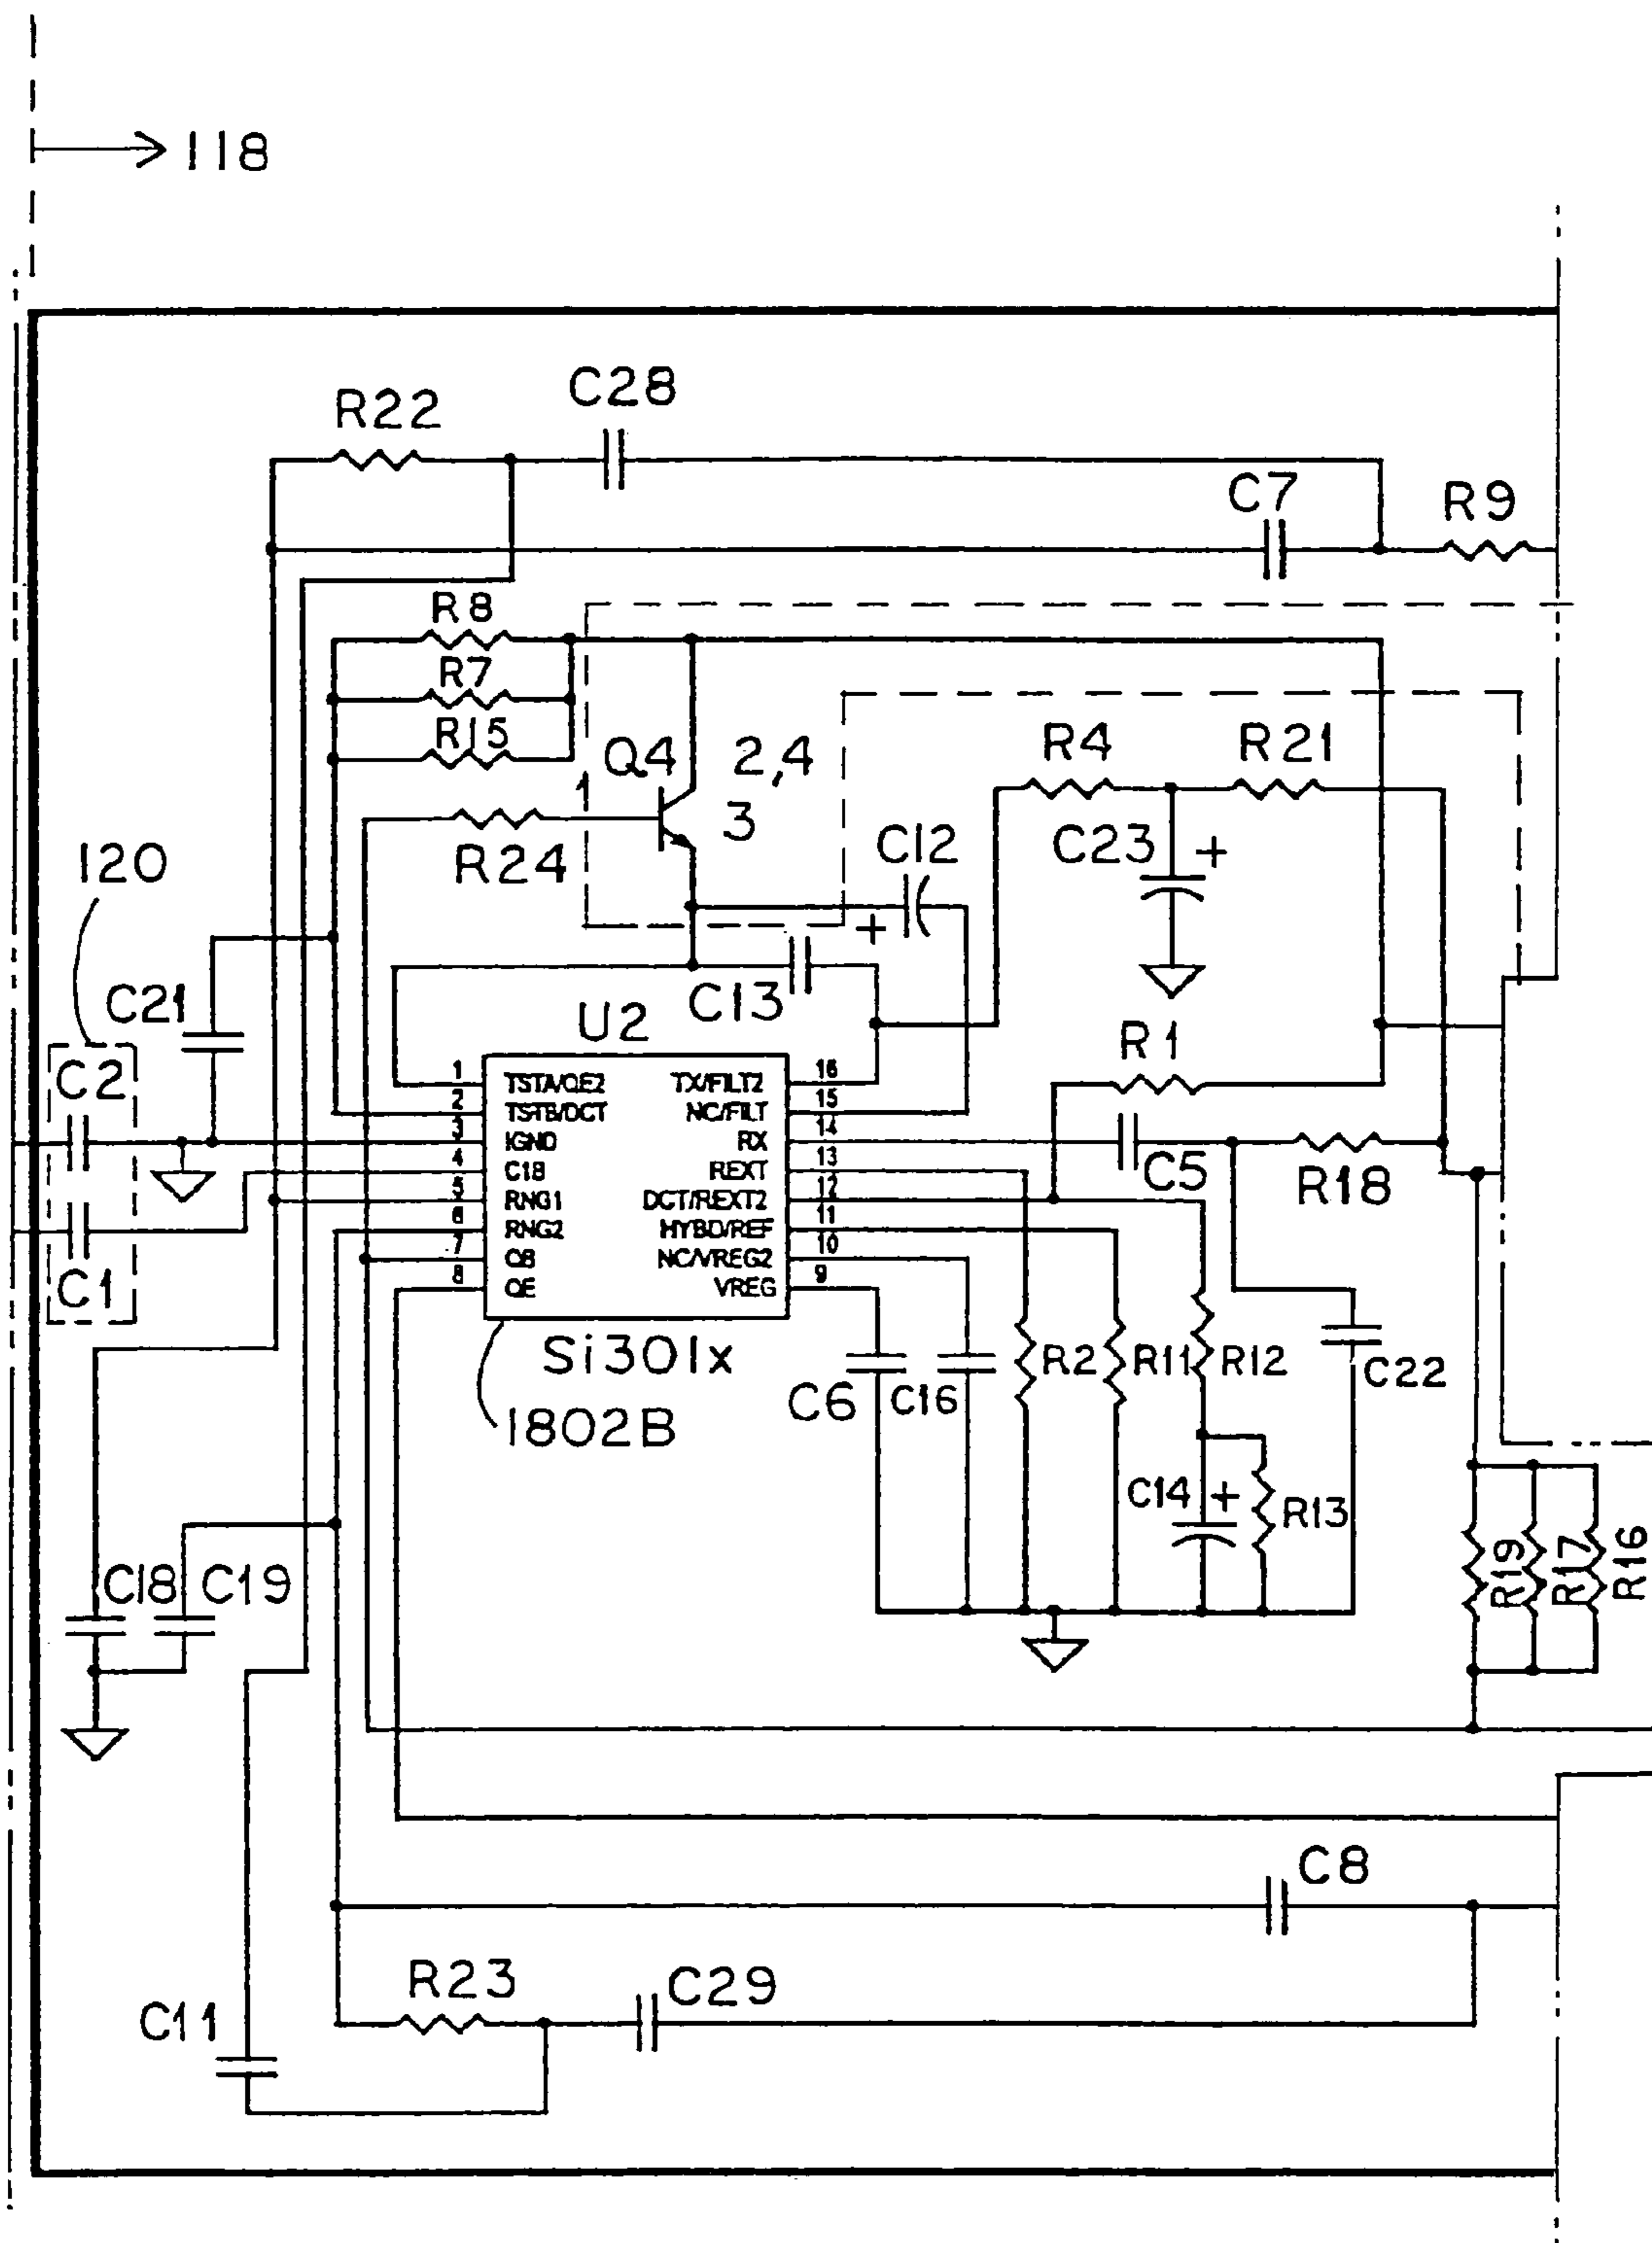 118
R22
C28
C7
R9
R8
R7
R15
Q4
2,4
1
3
R4
R21
R24
C12
+
C23
+
120
C21
C13
U2
R1
C2
1
2
3
4
5
6
7
8
TSTA/QE2
TSTB/DCT
IGND
C1B
RNG1
RNG2
QB
QE
TX/FILT2
NC/FILT
RX
REXT
DCT/REXT2
HYBD/REF
NC/VREG2
VREG
16
15
14
13
12
11
10
9
C5
R18
C1
Si301x
1802B
C6
C16
R2
R11
R12
C22
C14
+
R13
R19
R17
R16
C18
C19
C8
R23
C29
C11